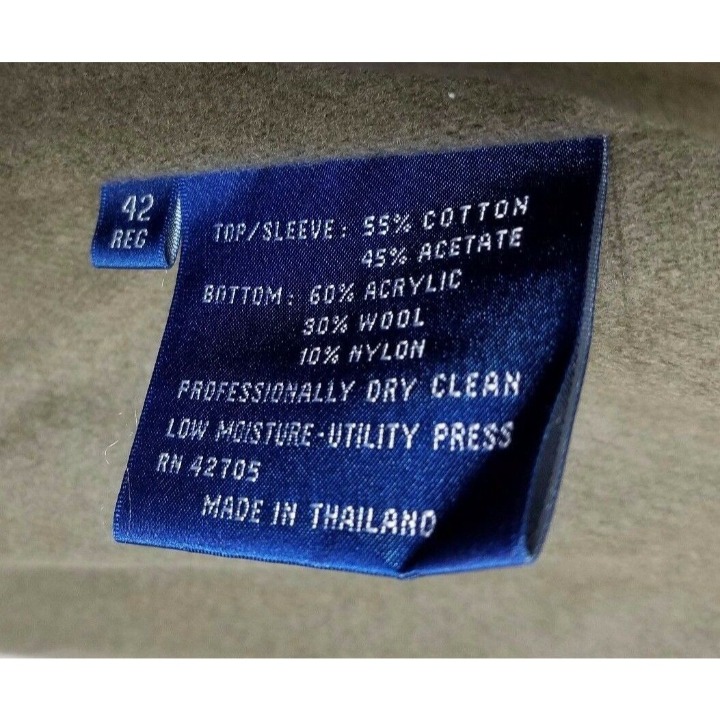 42
REG
TOP/SLEEVE: 55% COTTON
45% ACETATE
BOTTOM: 60% ACRYLIC
30% WOOL
10% NYLON
PROFESSIONALLY DRY CLEAN
LOW MOISTURE-UTILITY PRESS
RN 42705
MADE IN THAILAND